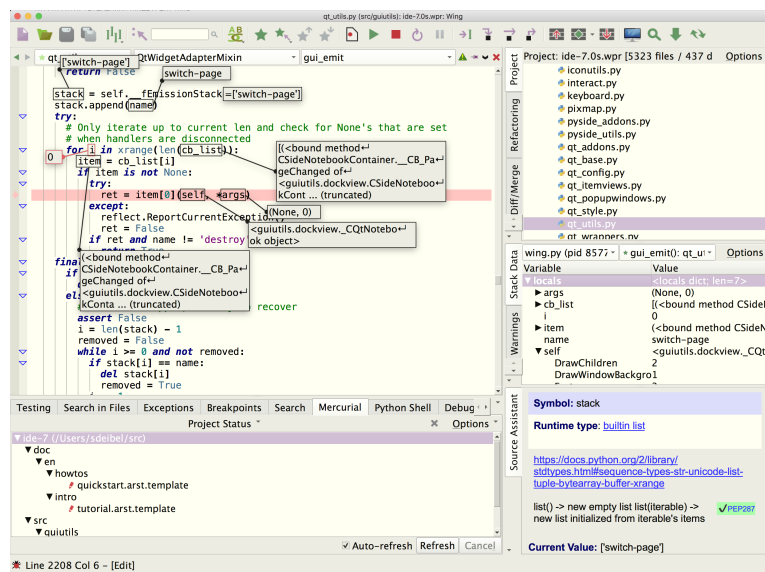 qt_utils.py (src/guiutils): ide-7.0s.wpr: Wing
QtWidgetAdapterMixin
gui_emit
['switch-page']
return False
switch-page
stack = self.__fEmissionStack
=['switch-page']
stack.append(name)
try:
# Only iterate up to current len and check for None's that are set
# when handlers are disconnected
for i in xrange(len(cb_list)):
0
item = cb_list[i]
if item is not None:
try:
ret = item[0](self, *args)
except:
reflect.ReportCurrentException()
ret = False
if ret and name != 'destroy
[(<bound method↵
CSideNotebookContainer.__CB_Pa↵
geChanged of↵
<guiutils.dockview.CSideNoteboo↵
kCont ... (truncated)
(None, 0)
<guiutils.dockview._CQtNotebo↵
ok object>
(<bound method↵
CSideNotebookContainer.__CB_Pa↵
geChanged of↵
<guiutils.dockview.CSideNoteboo↵
kConta ... (truncated)
if
recover
assert False
i = len(stack) - 1
removed = False
while i >= 0 and not removed:
if stack[i] == name:
del stack[i]
removed = True
Project
Refactoring
Diff/Merge
Project: ide-7.0s.wpr [5323 files / 437 d
Options
iconutils.py
interact.py
keyboard.py
pixmap.py
pyside_addons.py
pyside_utils.py
qt_addons.py
qt_base.py
qt_config.py
qt_itemviews.py
qt_popupwindows.py
qt_style.py
qt_utils.py
qt_wrappers.py
Stack Data
Warnings
wing.py (pid 8577
gui_emit(): qt_ut
Options
Variable Value
locals <locals dict; len=7>
args (None, 0)
cb_list [(<bound method CSideI
i 0
item (<bound method CSideN
name switch-page
self <guiutils.dockview._CQt
DrawChildren 2
DrawWindowBackgro 1
Testing Search in Files Exceptions Breakpoints Search Mercurial Python Shell Debug
Project Status
Options
ide-7 (/Users/sdeibel/src)
doc
en
howtos
quickstart.arst.template
intro
tutorial.arst.template
src
guiutils
Auto-refresh Refresh Cancel
Source Assistant
Symbol: stack
Runtime type: builtin list
https://docs.python.org/2/library/
stdtypes.html#sequence-types-str-unicode-list-
tuple-bytearray-buffer-xrange
list() -> new empty list list(iterable) ->
new list initialized from iterable's items
PEP287
Current Value: ['switch-page']
Line 2208 Col 6 - [Edit]